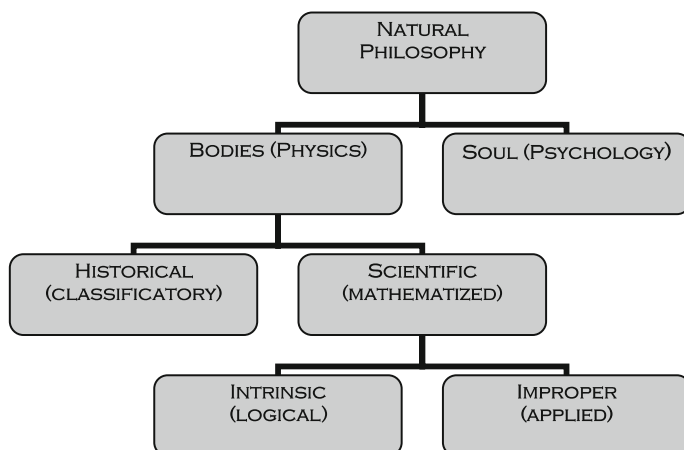 NATURAL
PHILOSOPHY
BODIES (PHYSICS)
SOUL (PSYCHOLOGY)
HISTORICAL
(CLASSIFICATORY)
SCIENTIFIC
(MATHEMATIZED)
INTRINSIC
(LOGICAL)
IMPROPER
(APPLIED)